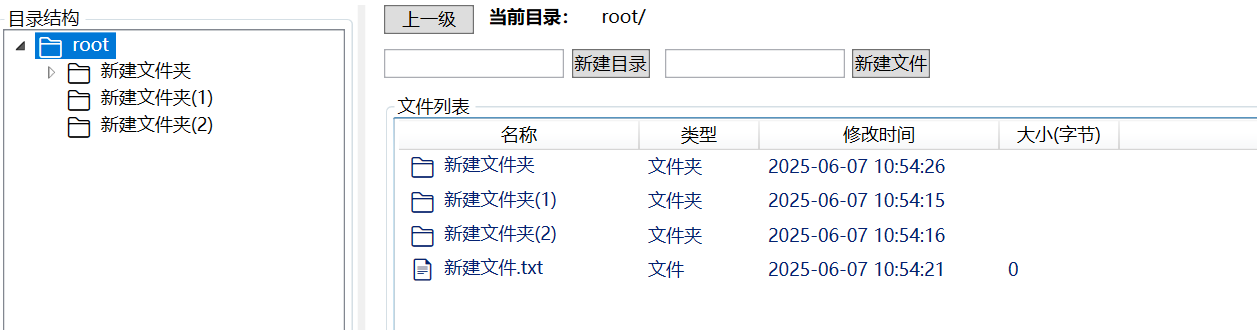 目录结构
root
新建文件夹
新建文件夹(1)
新建文件夹(2)
上一级 当前目录： root/
新建目录 新建文件
文件列表
名称 类型 修改时间 大小(字节)
新建文件夹 文件夹 2025-06-07 10:54:26
新建文件夹(1) 文件夹 2025-06-07 10:54:15
新建文件夹(2) 文件夹 2025-06-07 10:54:16
新建文件.txt 文件 2025-06-07 10:54:21 0